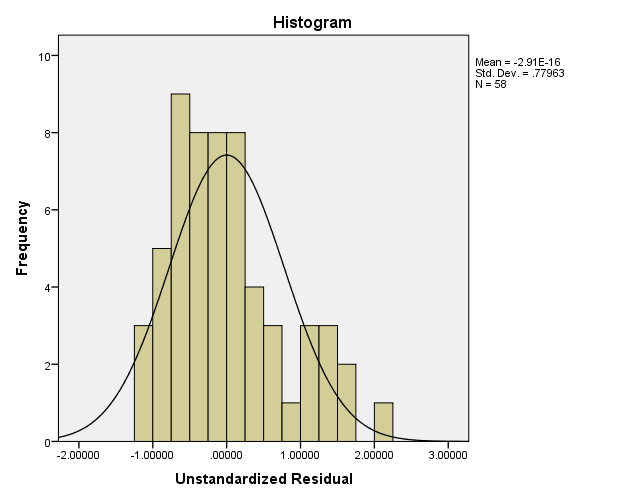 Histogram
Mean = -2.91E-16
Std. Dev. = .77963
N = 58
10
8
6
4
2
0
Frequency
-2.00000 -1.00000 .00000 1.00000 2.00000 3.00000
Unstandardized Residual